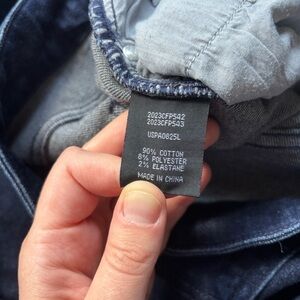 2023CFP542
2023CFP543
USPA0825L
90% COTTON
8% POLYESTER
2% ELASTANE
MADE IN CHINA